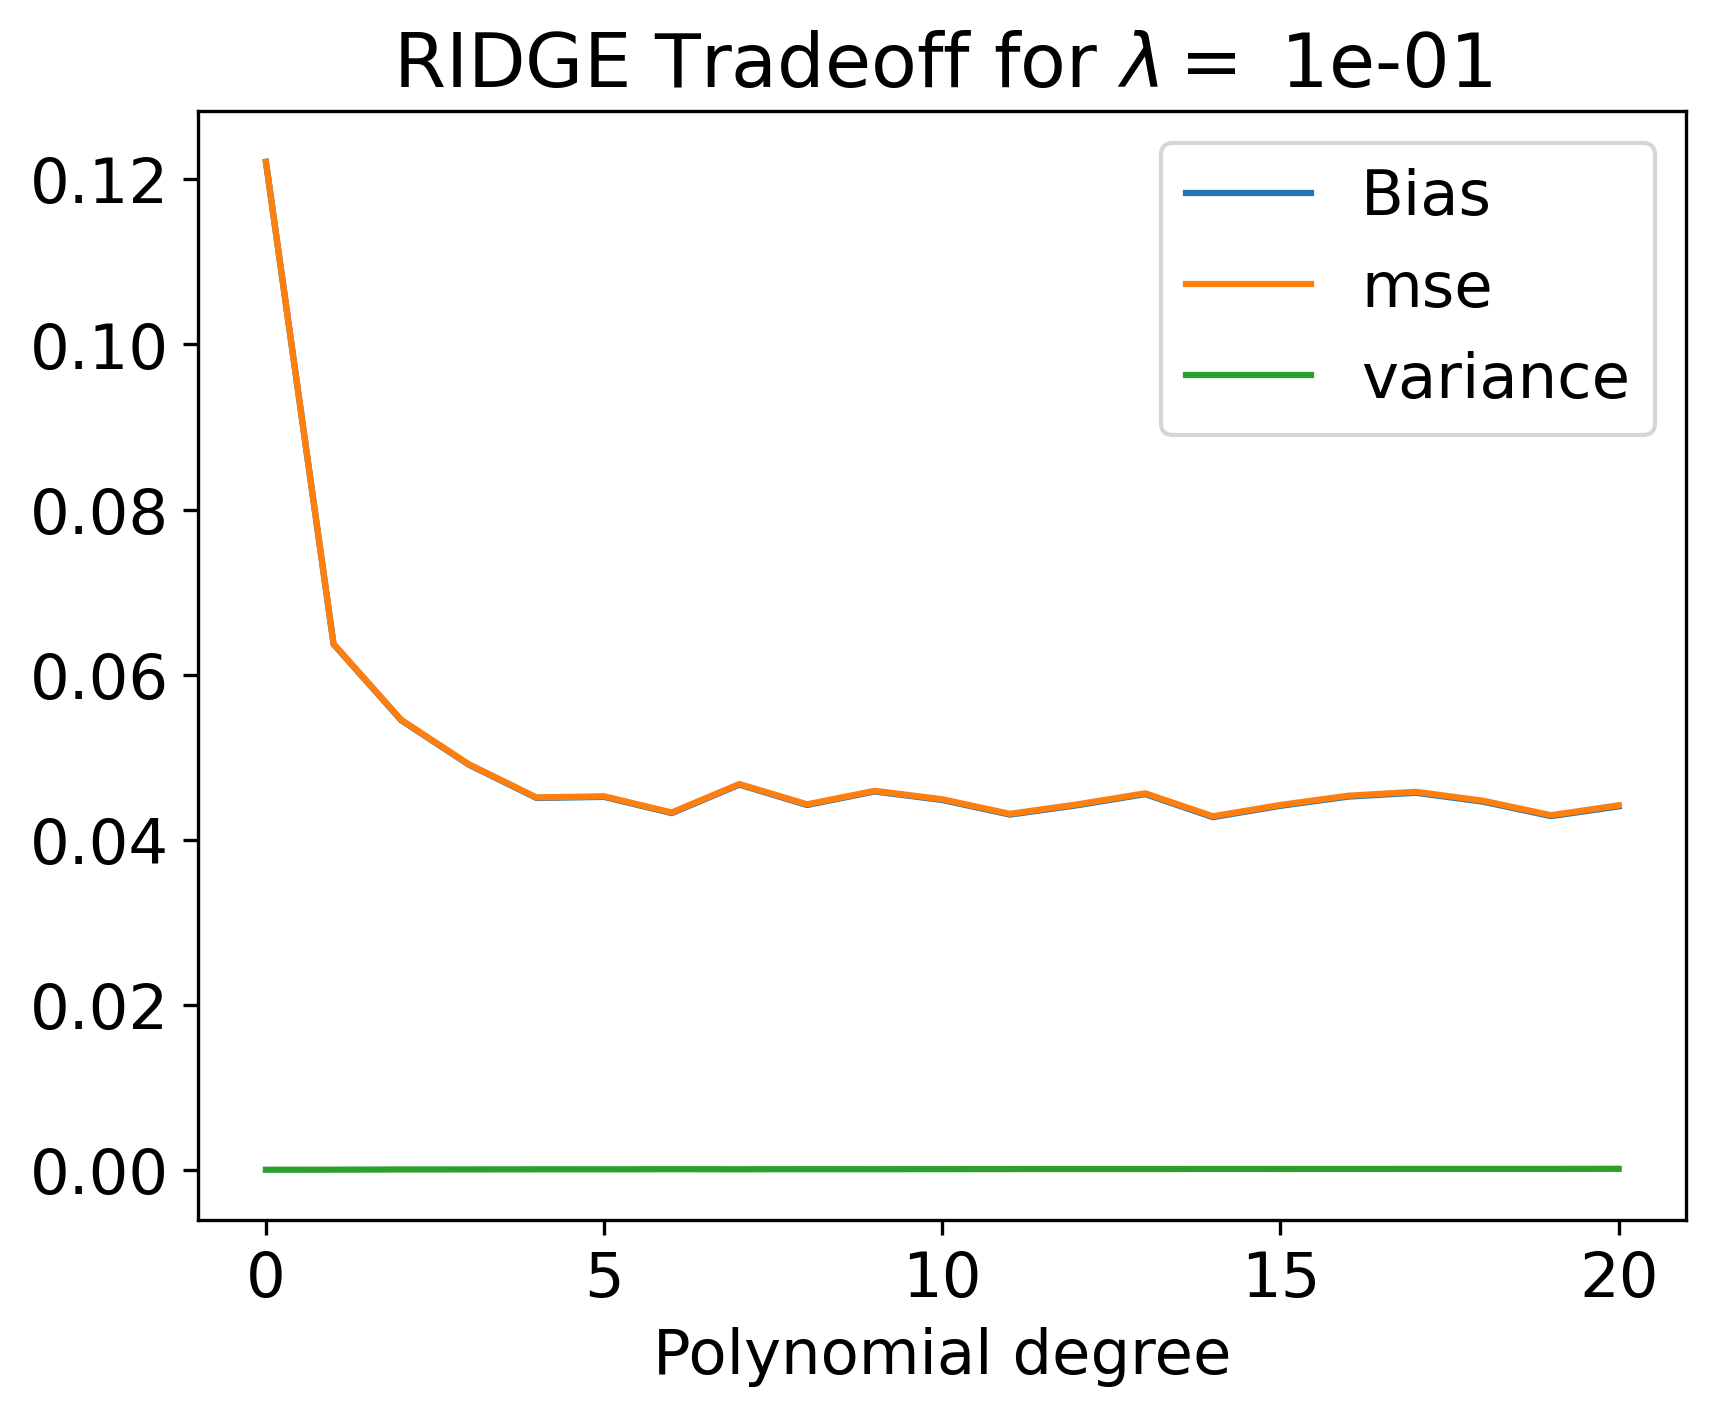 RIDGE Tradeoff for λ = 1e-01
Bias
mse
variance
0.12
0.10
0.08
0.06
0.04
0.02
0.00
0 5 10 15 20
Polynomial degree